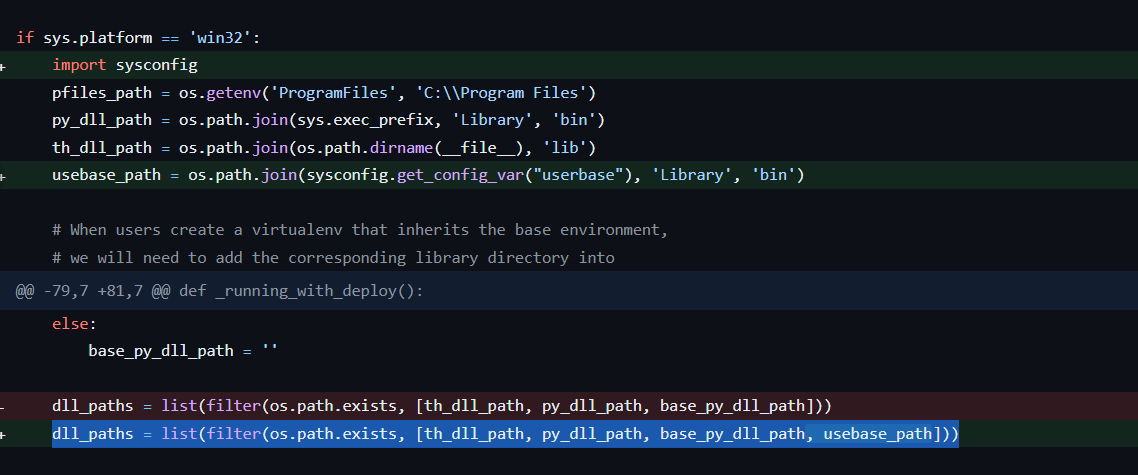 if sys.platform == 'win32':
+ import sysconfig
pfiles_path = os.getenv('ProgramFiles', 'C:\\Program Files')
py_dll_path = os.path.join(sys.exec_prefix, 'Library', 'bin')
th_dll_path = os.path.join(os.path.dirname(__file__), 'lib')
+ usebase_path = os.path.join(sysconfig.get_config_var("userbase"), 'Library', 'bin')
# When users create a virtualenv that inherits the base environment,
# we will need to add the corresponding library directory into
@@ -79,7 +81,7 @@ def _running_with_deploy():
else:
base_py_dll_path = ''
- dll_paths = list(filter(os.path.exists, [th_dll_path, py_dll_path, base_py_dll_path]))
+ dll_paths = list(filter(os.path.exists, [th_dll_path, py_dll_path, base_py_dll_path, usebase_path]))